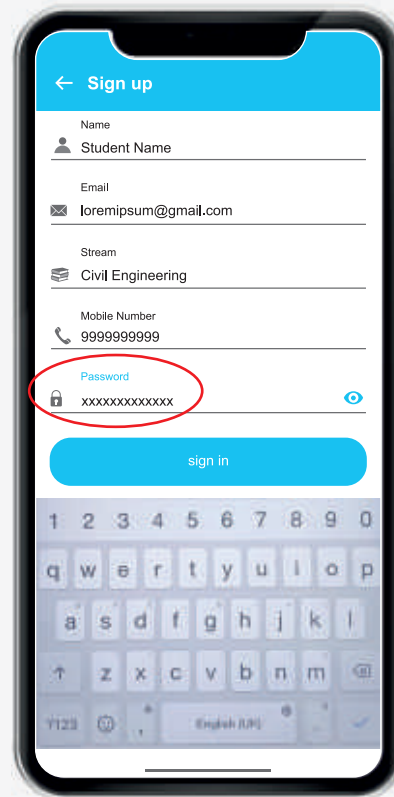 ← Sign up
Name
Student Name
Email
loremipsum@gmail.com
Stream
Civil Engineering
Mobile Number
9999999999
Password
xxxxxxxxxxxxx
sign in
1 2 3 4 5 6 7 8 9 0
q w e r t y u i o p
a s d f g h j k l
z x c v b n m
Y123 , English (UK) .